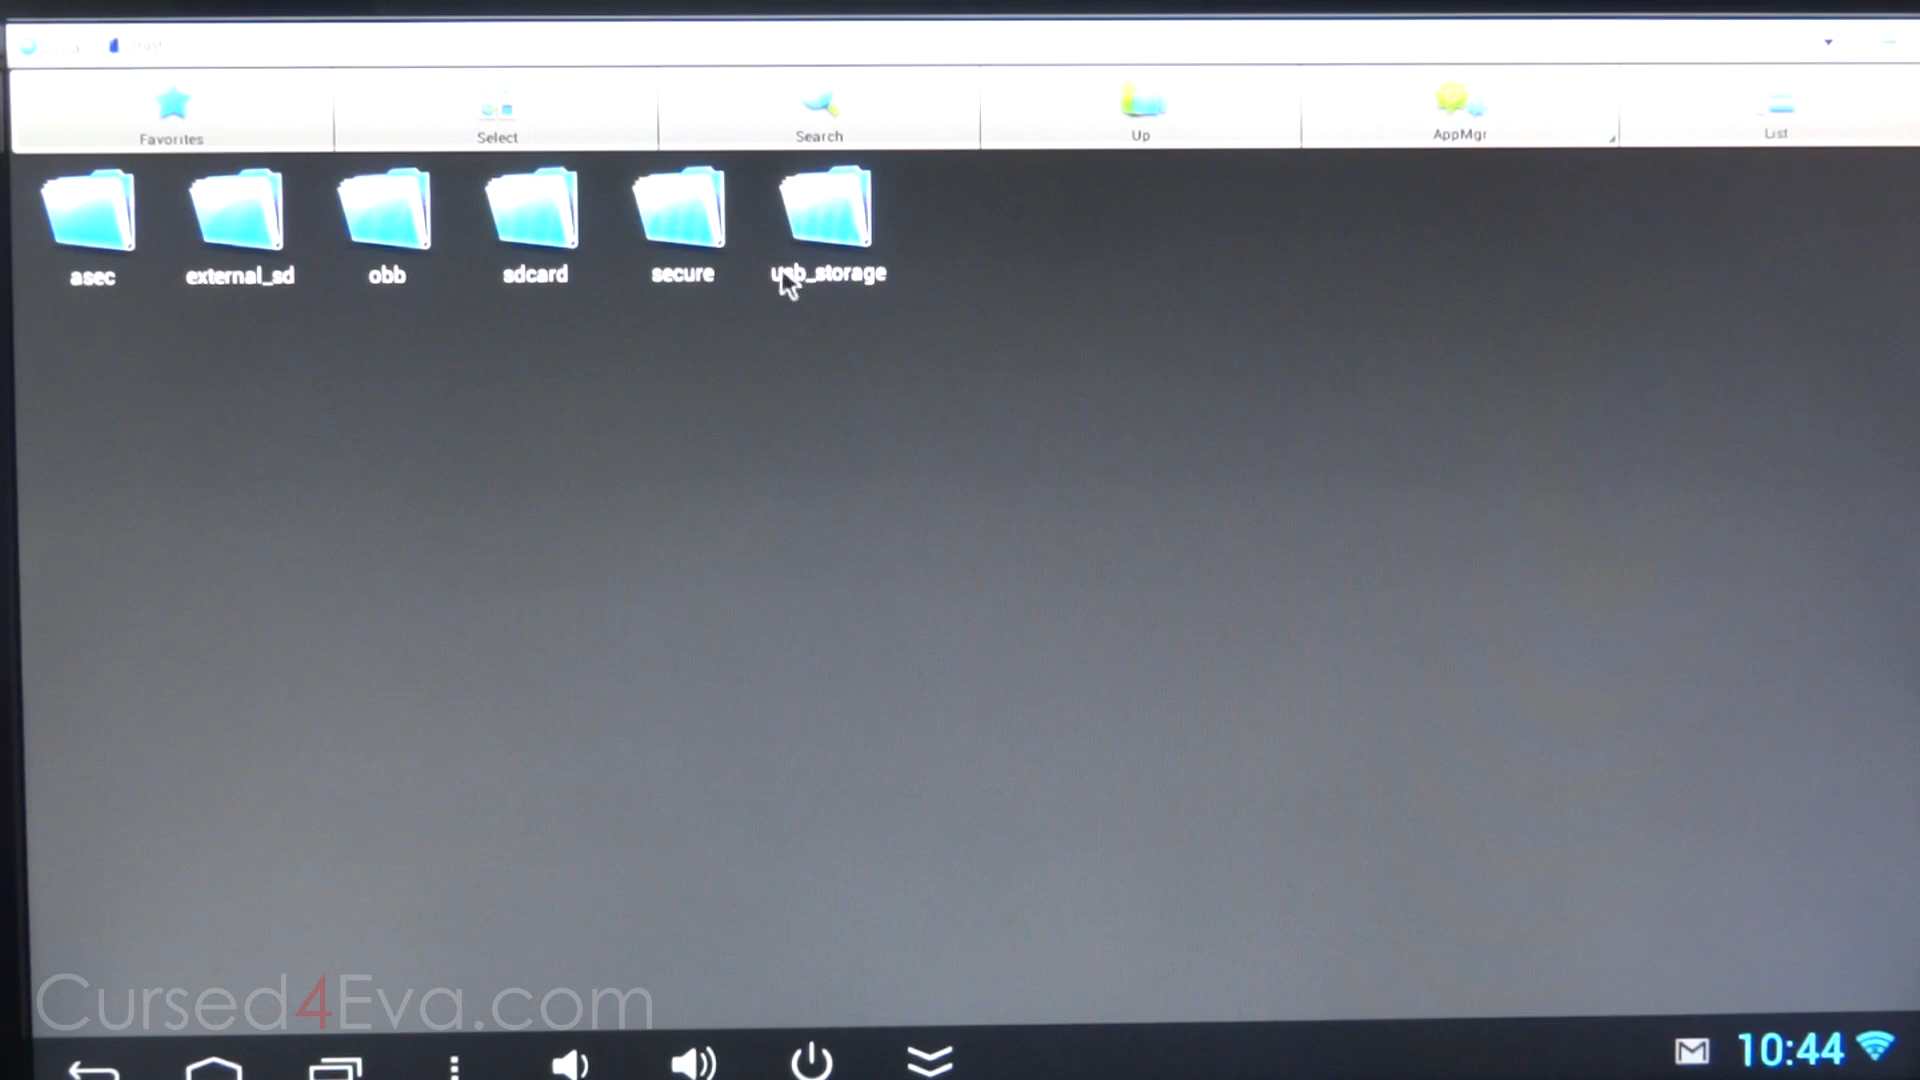 Favorites
Select
Search
Up
AppMgr
List
asec
external_sd
obb
sdcard
secure
usb_storage
Cursed4Eva.com
10:44